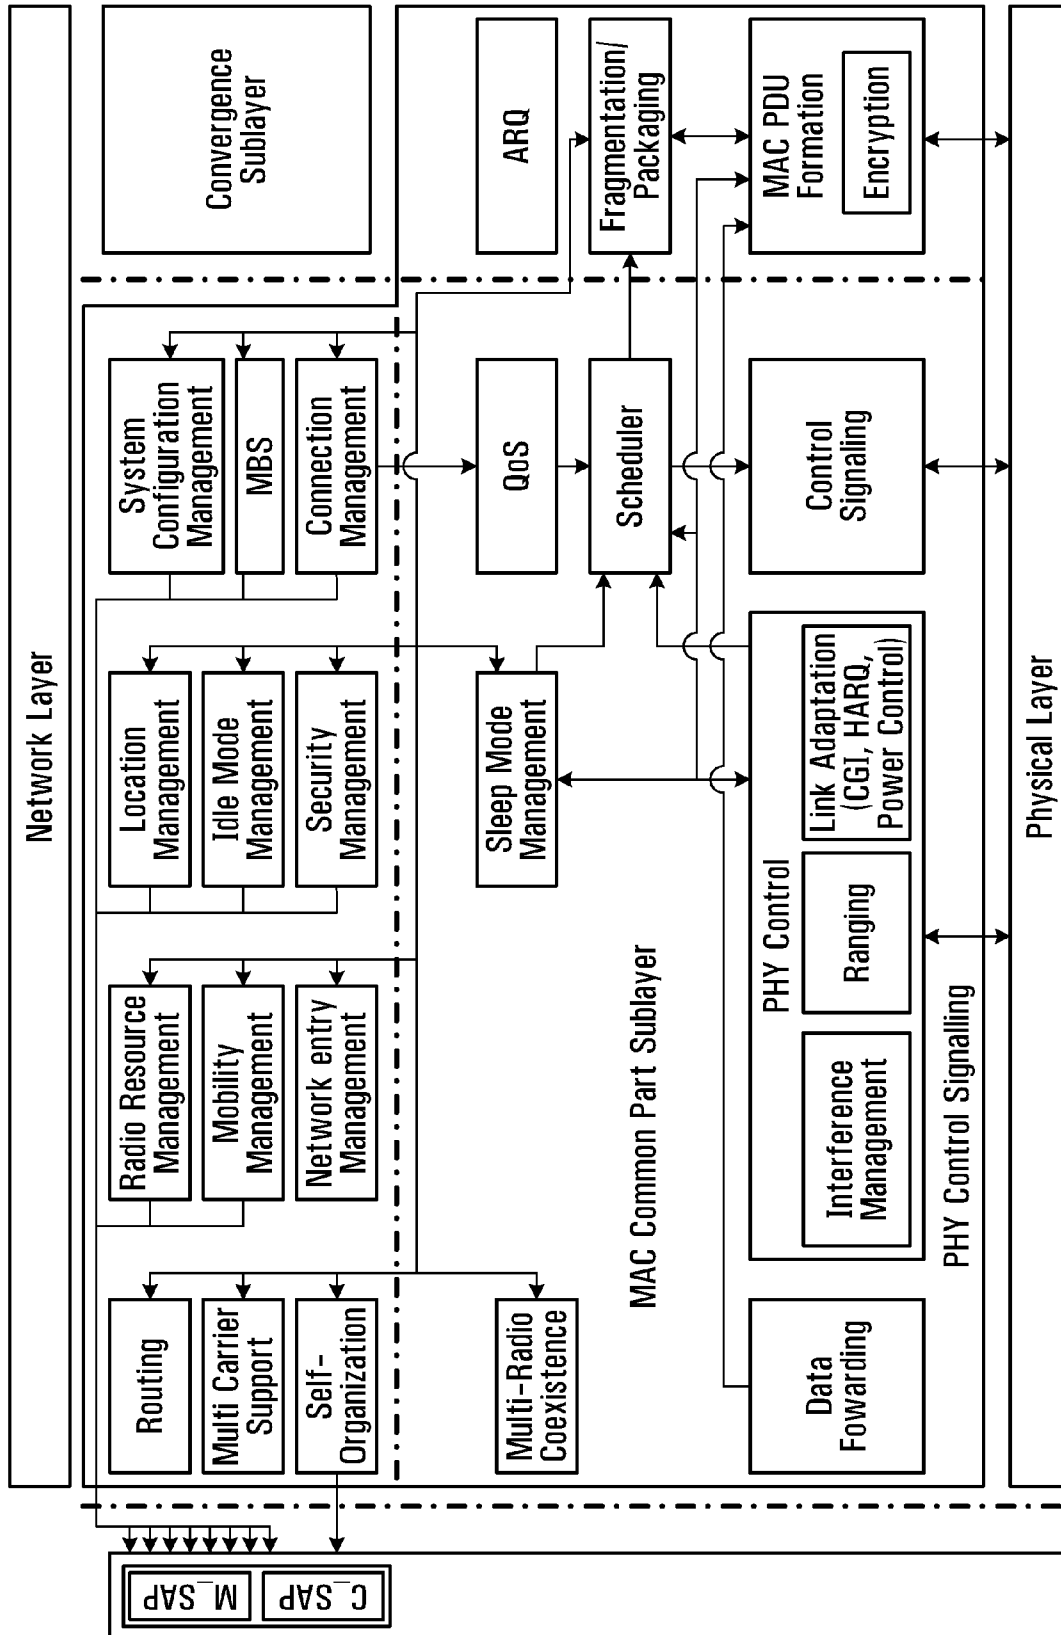 Network Layer
Convergence
Sublayer
System
Configuration
Management
MBS
Connection
Management
Location
Management
Idle Mode
Management
Security
Management
Radio Resource
Management
Mobility
Management
Network entry
Management
Routing
Multi Carrier
Support
Self-
Organization
M_SAP
C_SAP
ARQ
Fragmentation/
Packaging
MAC PDU
Formation
Encryption
QoS
Scheduler
Control
Signaling
Sleep Mode
Management
Multi-Radio
Coexistence
MAC Common Part Sublayer
PHY Control
Link Adaptation
(CGI, HARQ,
Power Control)
Ranging
Interference
Management
Data
Fowarding
PHY Control Signalling
Physical Layer